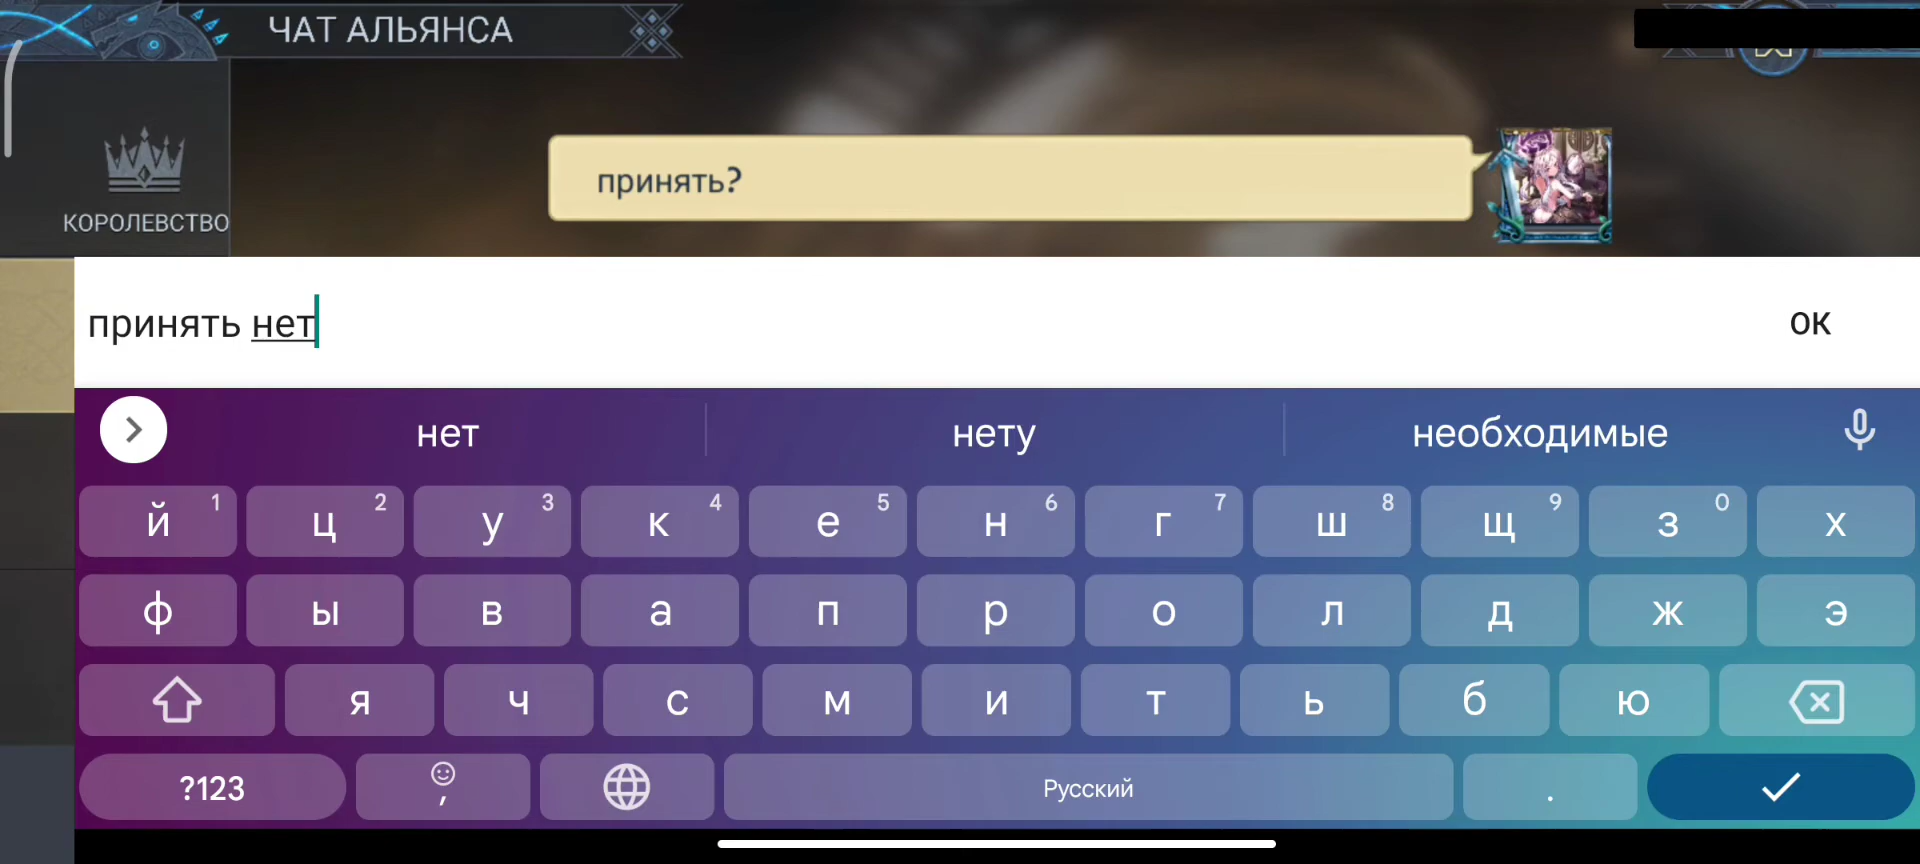 ЧАТ АЛЬЯНСА
КОРОЛЕВСТВО
принять?
принять нет
ОК
нет нету необходимые
й 1 ц 2 у 3 к 4 е 5 н 6 г 7 ш 8 щ 9 з 0 х
ф ы в а п р о л д ж э
я ч с м и т ь б ю
?123 , Русский .